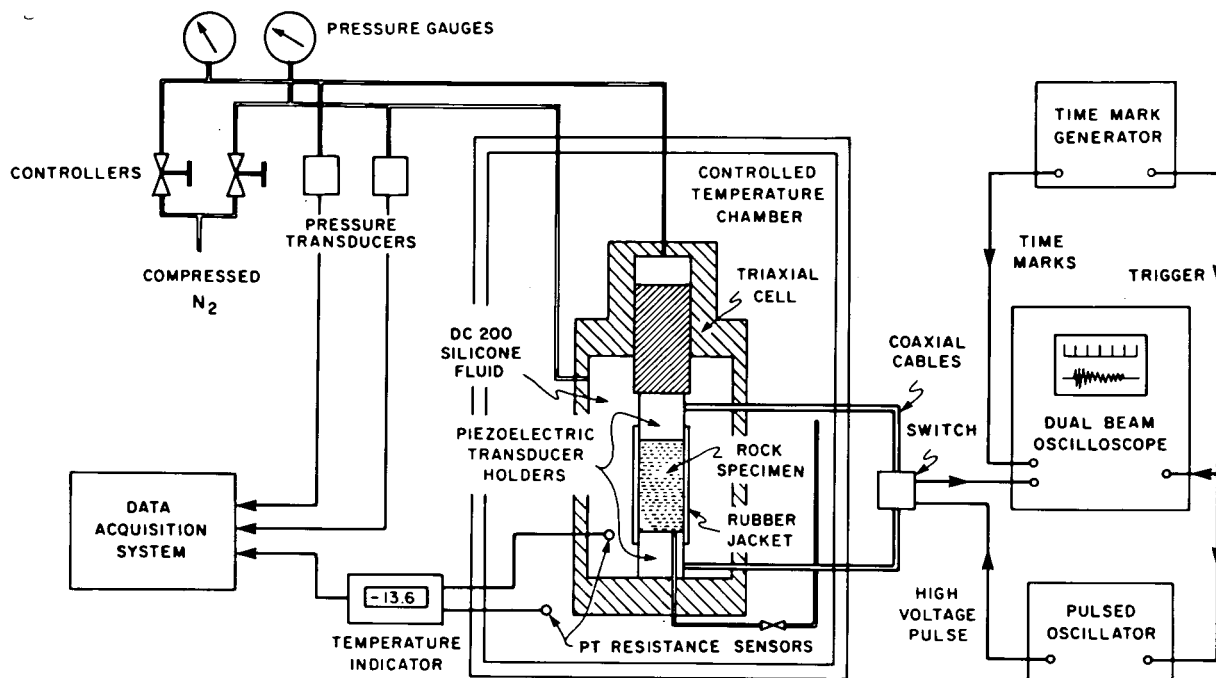 PRESSURE GAUGES
CONTROLLERS
PRESSURE
TRANSDUCERS
COMPRESSED
N2
CONTROLLED
TEMPERATURE
CHAMBER
TRIAXIAL
CELL
DC 200
SILICONE
FLUID
PIEZOELECTRIC
TRANSDUCER
HOLDERS
ROCK
SPECIMEN
RUBBER
JACKET
COAXIAL
CABLES
SWITCH
TIME MARK
GENERATOR
TIME
MARKS
TRIGGER
DUAL BEAM
OSCILLOSCOPE
HIGH
VOLTAGE
PULSE
PULSED
OSCILLATOR
DATA
ACQUISITION
SYSTEM
-13.6
TEMPERATURE
INDICATOR
PT RESISTANCE SENSORS